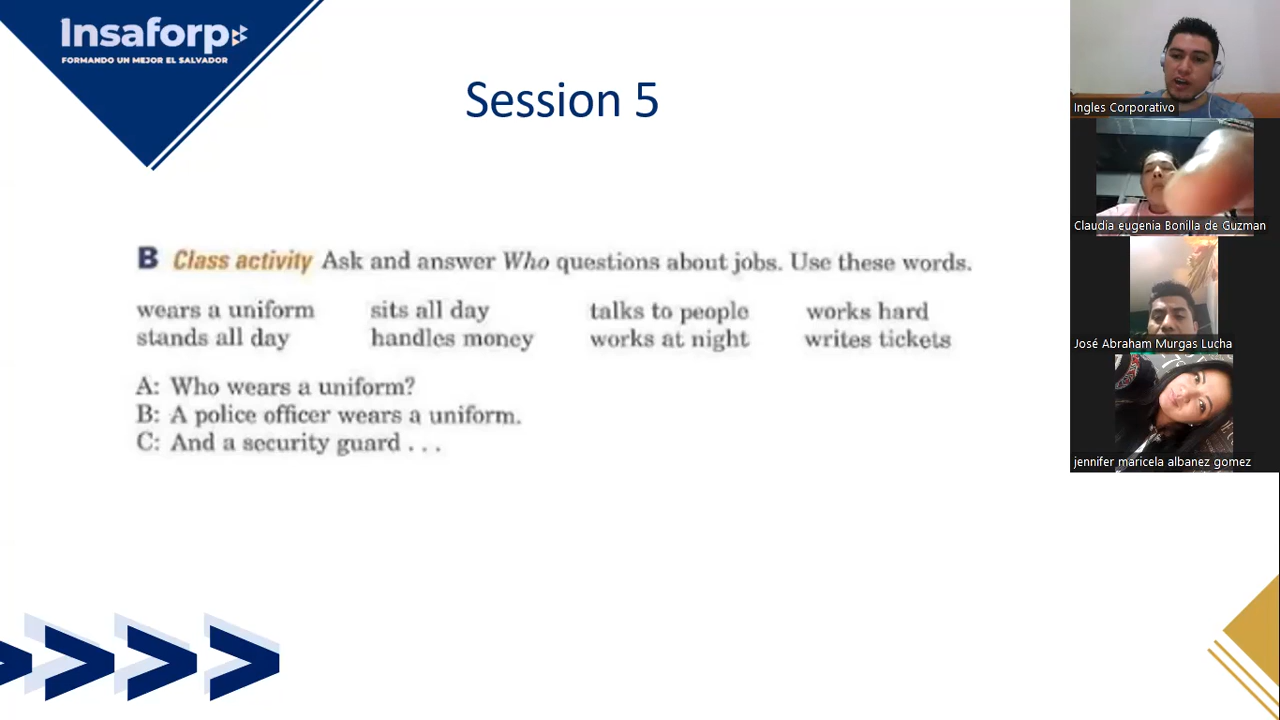 Insaforp
FORMANDO UN MEJOR EL SALVADOR
Session 5
B Class activity Ask and answer Who questions about jobs. Use these words.
wears a uniform sits all day talks to people works hard
stands all day handles money works at night writes tickets
A: Who wears a uniform?
B: A police officer wears a uniform.
C: And a security guard . . .
Ingles Corporativo
Claudia eugenia Bonilla de Guzman
José Abraham Murgas Lucha
jennifer maricela albanez gomez